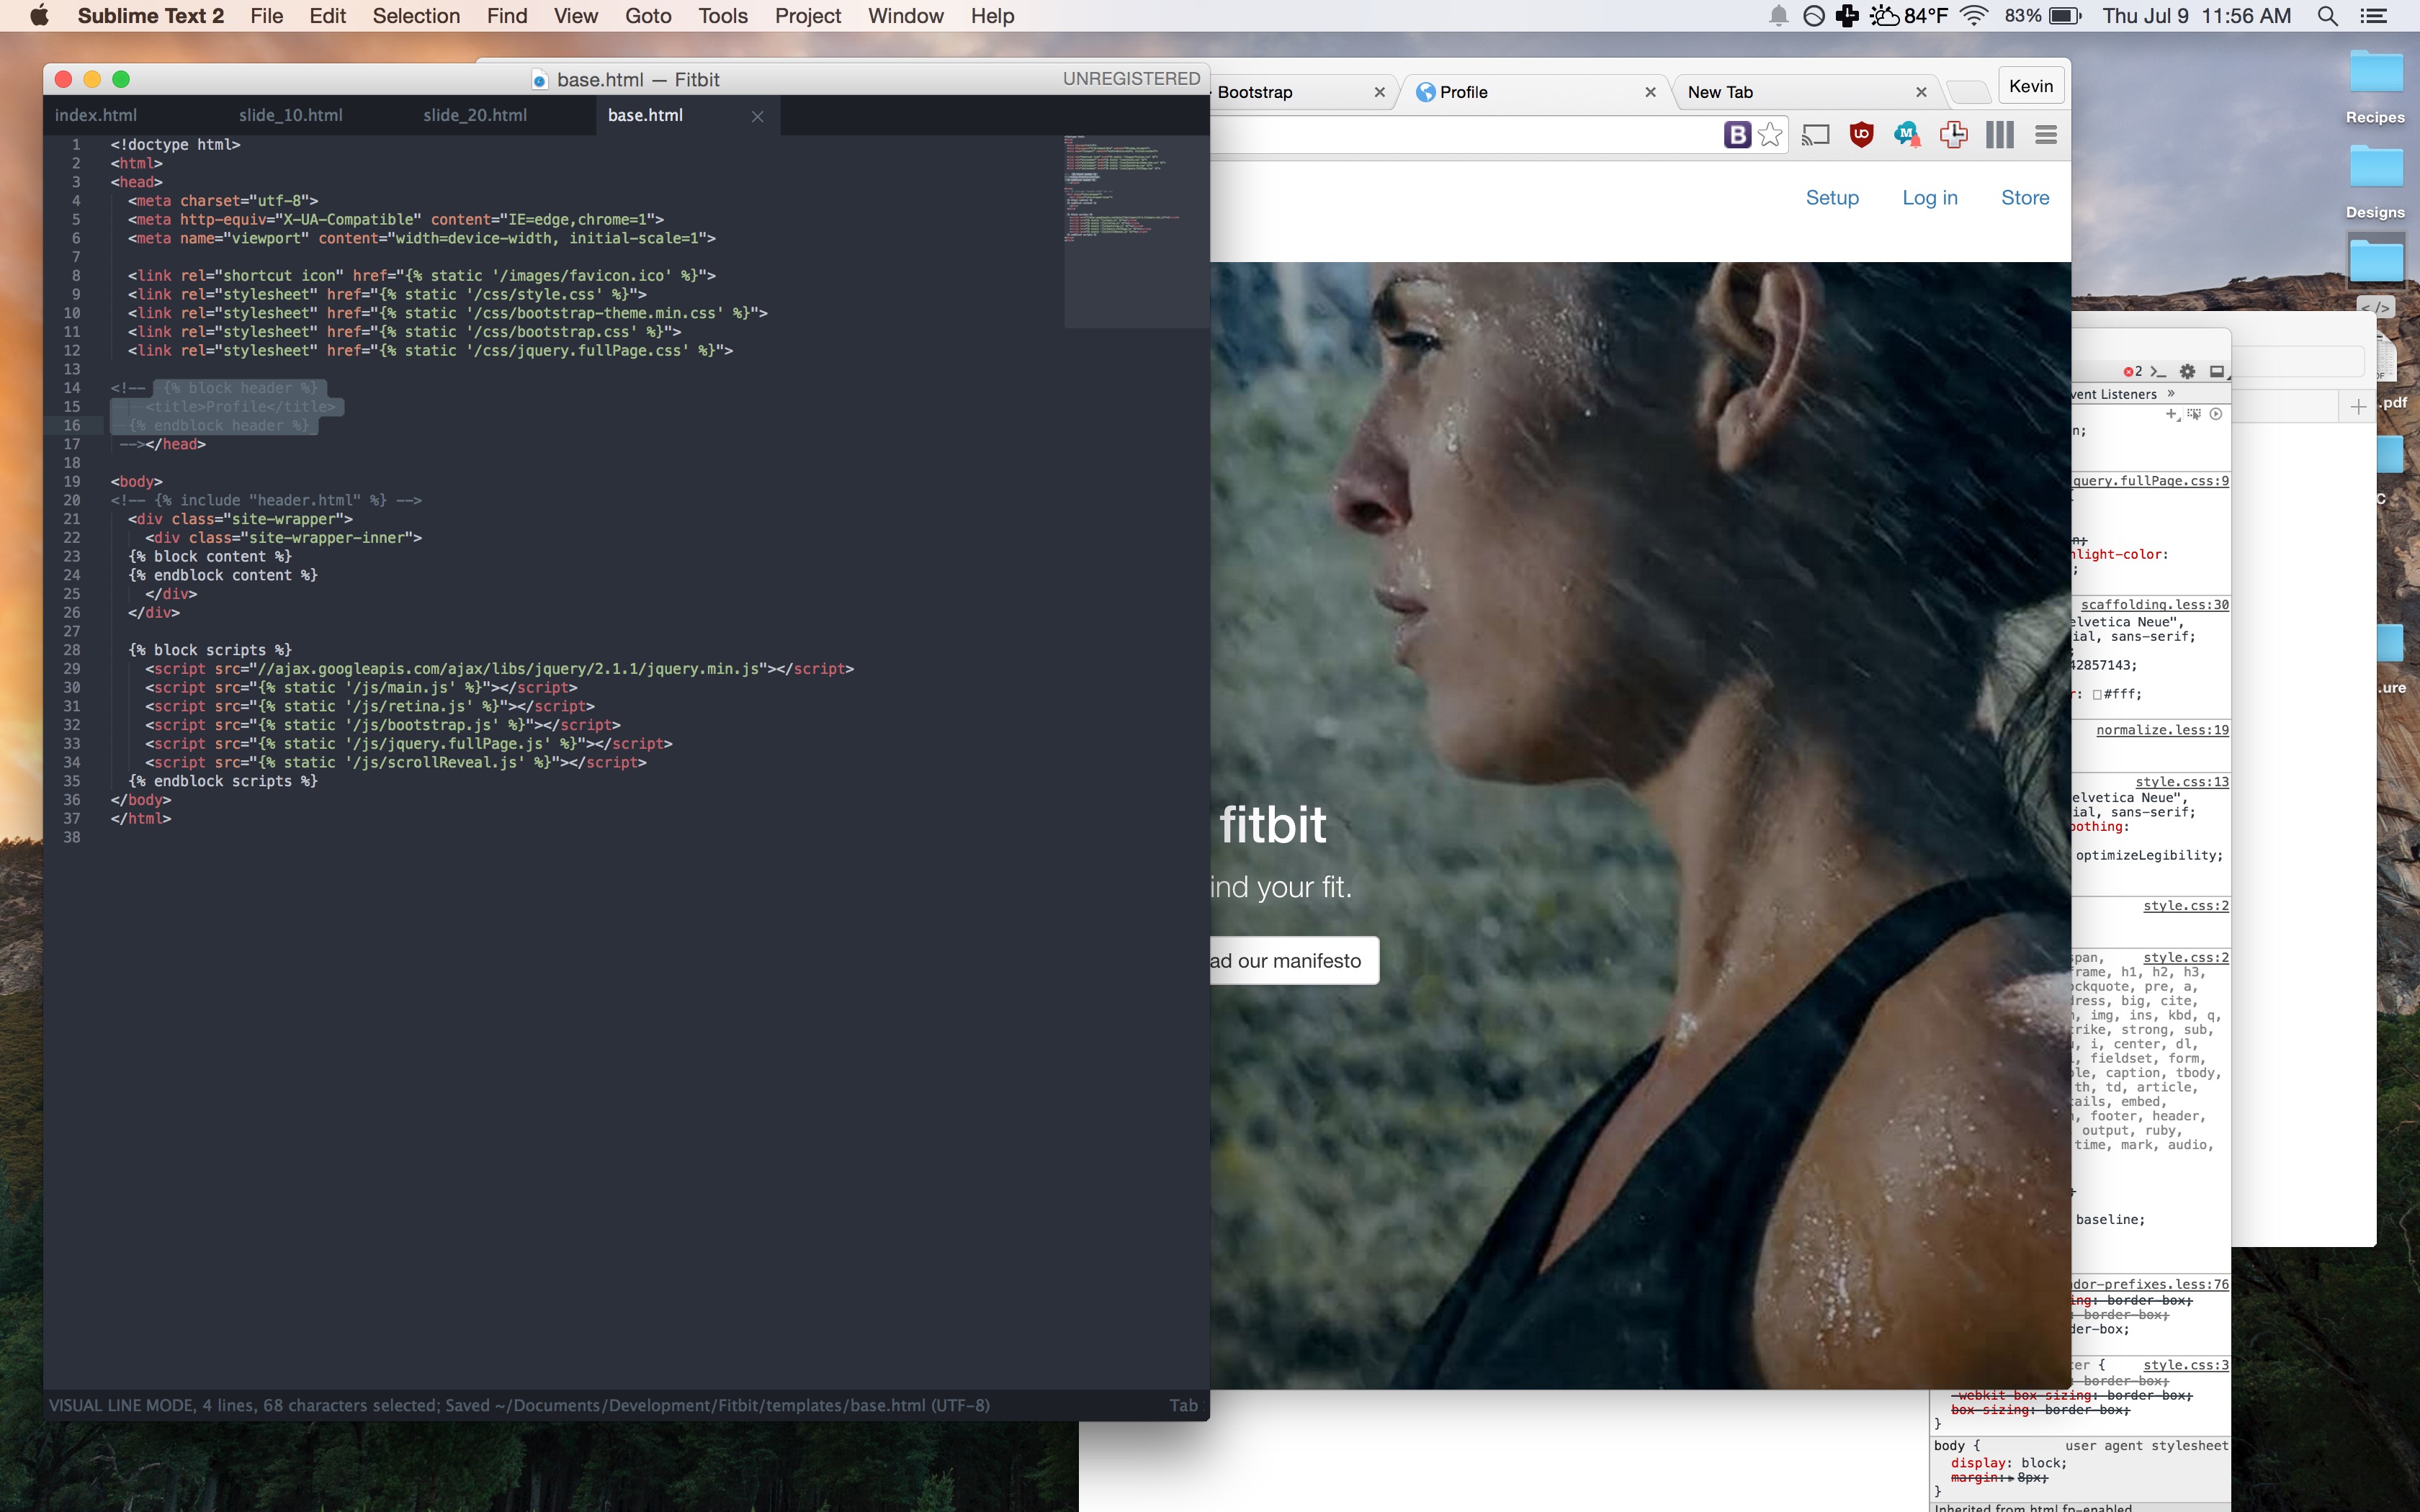 Sublime Text 2 File Edit Selection Find View Goto Tools Project Window Help
84°F 83% Thu Jul 9 11:56 AM
base.html — Fitbit
UNREGISTERED
index.html slide_10.html slide_20.html base.html
1 <!doctype html>
2 <html>
3 <head>
4 <meta charset="utf-8">
5 <meta http-equiv="X-UA-Compatible" content="IE=edge,chrome=1">
6 <meta name="viewport" content="width=device-width, initial-scale=1">
7
8 <link rel="shortcut icon" href="{% static '/images/favicon.ico' %}">
9 <link rel="stylesheet" href="{% static '/css/style.css' %}">
10 <link rel="stylesheet" href="{% static '/css/bootstrap-theme.min.css' %}">
11 <link rel="stylesheet" href="{% static '/css/bootstrap.css' %}">
12 <link rel="stylesheet" href="{% static '/css/jquery.fullPage.css' %}">
13
14 <!-- {% block header %}
15 <title>Profile</title>
16 {% endblock header %}
17 --></head>
18
19 <body>
20 <!-- {% include "header.html" %} -->
21 <div class="site-wrapper">
22 <div class="site-wrapper-inner">
23 {% block content %}
24 {% endblock content %}
25 </div>
26 </div>
27
28 {% block scripts %}
29 <script src="//ajax.googleapis.com/ajax/libs/jquery/2.1.1/jquery.min.js"></script>
30 <script src="{% static '/js/main.js' %}"></script>
31 <script src="{% static '/js/retina.js' %}"></script>
32 <script src="{% static '/js/bootstrap.js' %}"></script>
33 <script src="{% static '/js/jquery.fullPage.js' %}"></script>
34 <script src="{% static '/js/scrollReveal.js' %}"></script>
35 {% endblock scripts %}
36 </body>
37 </html>
38
VISUAL LINE MODE, 4 lines, 68 characters selected; Saved ~/Documents/Development/Fitbit/templates/base.html (UTF-8)
Tab
Bootstrap
Profile
New Tab
Kevin
Setup Log in Store
fitbit
ind your fit.
ad our manifesto
Recipes
Designs
</>
.pdf
C
.ure
2
vent Listeners »
n;
query.fullPage.css:9
n;
hlight-color:
;
scaffolding.less:30
elvetica Neue",
ial, sans-serif;
42857143;
r: #fff;
normalize.less:19
style.css:13
elvetica Neue",
ial, sans-serif;
oothing:
optimizeLegibility;
style.css:2
span, style.css:2
frame, h1, h2, h3,
ockquote, pre, a,
dress, big, cite,
, img, ins, kbd, q,
trike, strong, sub,
, i, center, dl,
, fieldset, form,
ble, caption, tbody,
th, td, article,
tails, embed,
, footer, header,
output, ruby,
time, mark, audio,
baseline;
dor-prefixes.less:76
ing: border-box;
: border-box;
der-box;
ter { style.css:3
: border-box;
-webkit-box-sizing: border-box;
box-sizing: border-box;
}
body { user agent stylesheet
display: block;
margin: 8px;
}
Inherited from html.fp-enabled